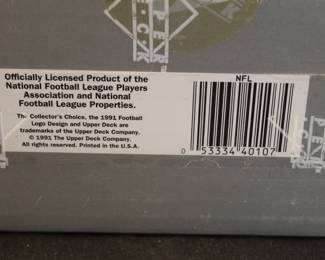 Officially Licensed Product of the
National Football League Players
Association and National
Football League Properties.
The Collector's Choice, the 1991 Football
Logo Design and Upper Deck are
trademarks of the Upper Deck Company.
© 1991 The Upper Deck Company.
All rights reserved. Printed in the U.S.A.
NFL
0 53334 40107